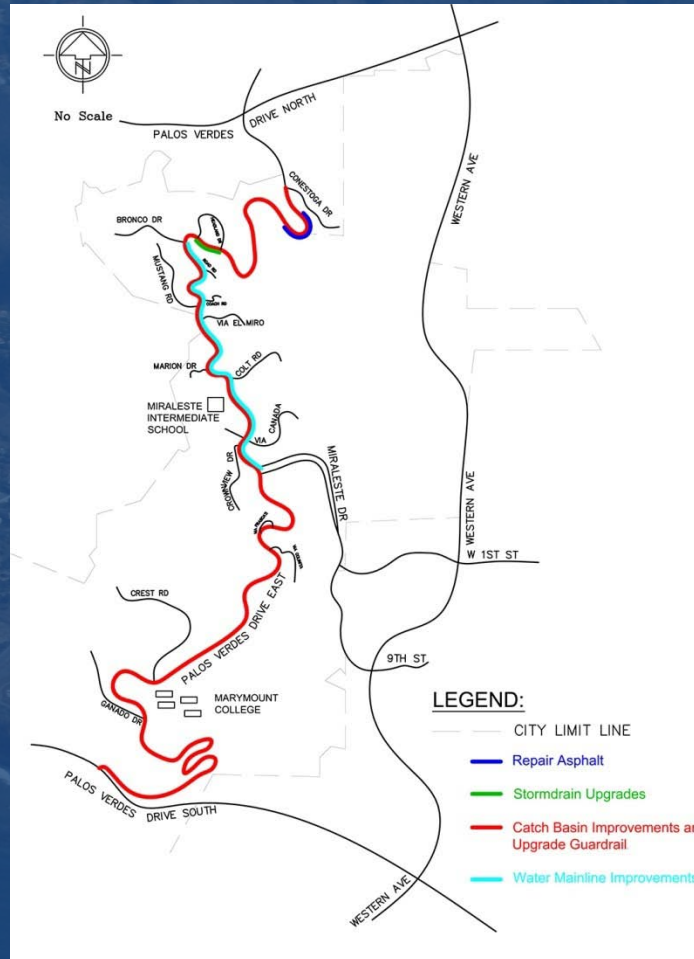 N
No Scale
PALOS VERDES
DRIVE NORTH
WESTERN AVE
CONESTOGA DR
BRONCO DR
MUSTANG RD
COACH RD
VIA EL MIRO
MARION DR
COLT RD
MIRALESTE
INTERMEDIATE
SCHOOL
VIA
CANADA
CROWNVIEW
DR
MIRALESTE DR
WESTERN AVE
W 1ST ST
CREST RD
PALOS VERDES DRIVE EAST
9TH ST
MARYMOUNT
COLLEGE
GANADO DR
PALOS VERDES
DRIVE SOUTH
WESTERN AVE
LEGEND:
CITY LIMIT LINE
Repair Asphalt
Stormdrain Upgrades
Catch Basin Improvements an
Upgrade Guardrail
Water Mainline Improvements